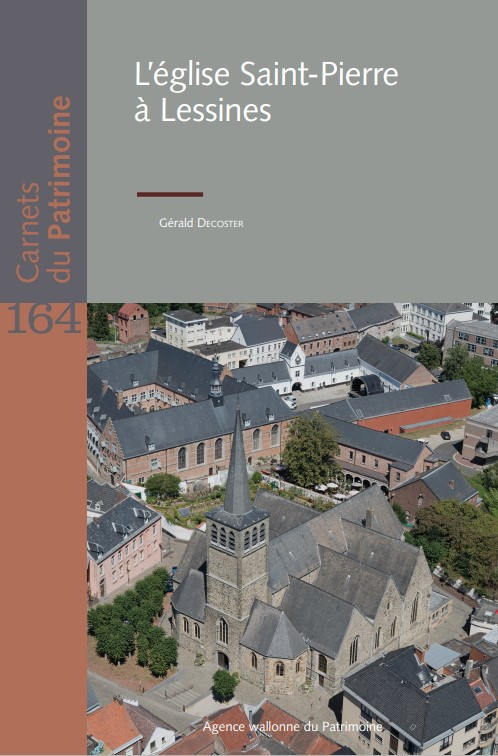 L'église Saint-Pierre
à Lessines
Gérald Decoster
Carnets
du Patrimoine
164
Agence wallonne du Patrimoine